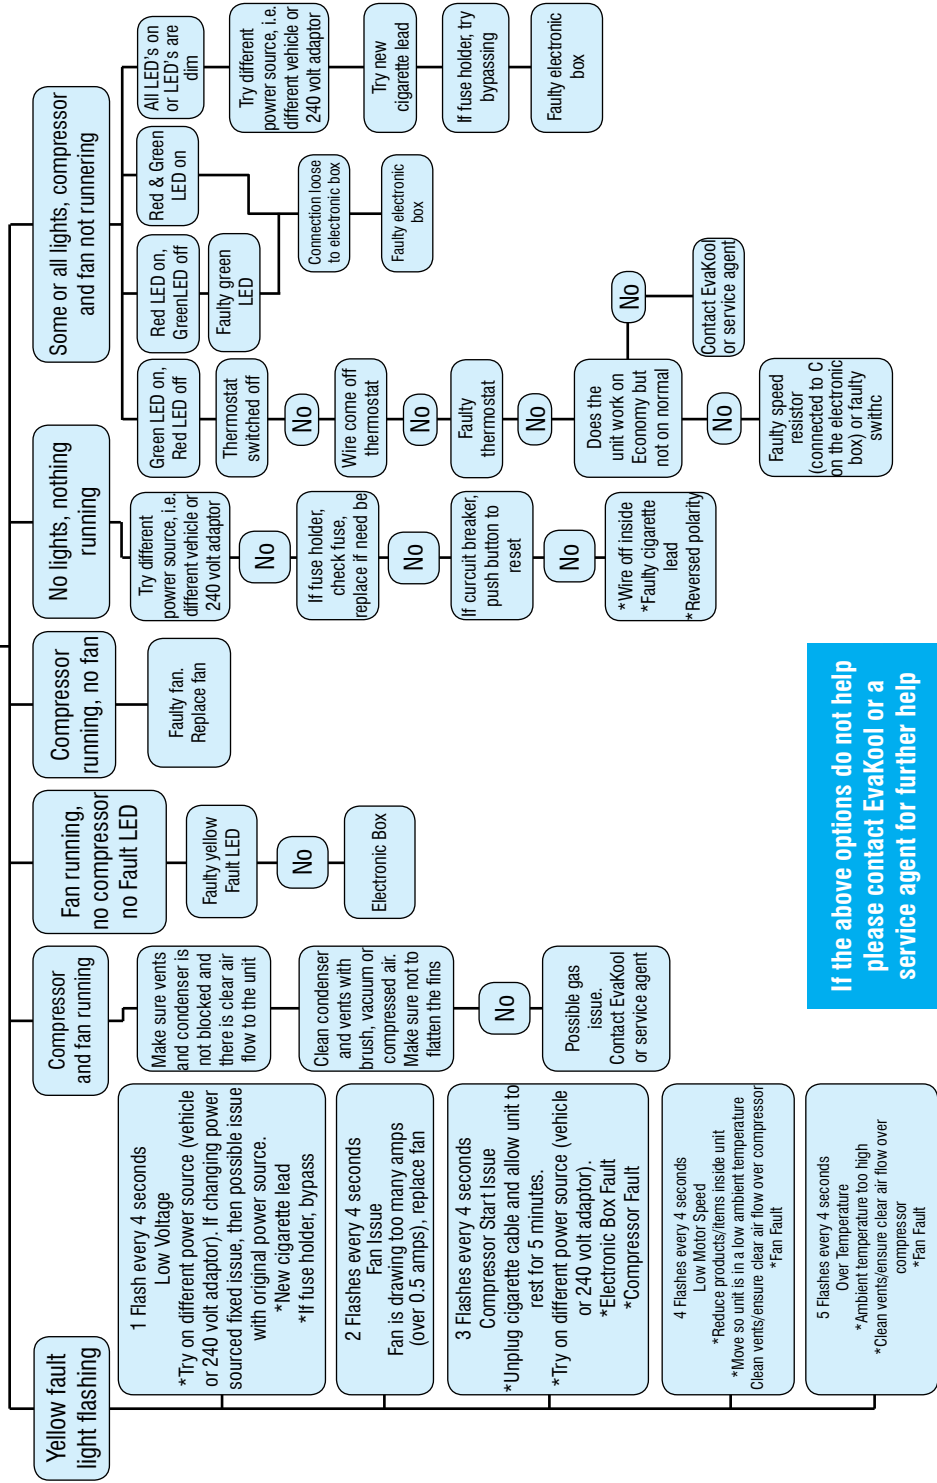 Yellow fault
light flashing
1 Flash every 4 seconds
Low Voltage
*Try on different power source (vehicle
or 240 volt adaptor). If changing power
sourced fixed issue, then possible issue
with original power source.
*New cigarette lead
*If fuse holder, bypass
2 Flashes every 4 seconds
Fan Issue
Fan is drawing too many amps
(over 0.5 amps), replace fan
3 Flashes every 4 seconds
Compressor Start Issue
*Unplug cigarette cable and allow unit to
rest for 5 minutes.
*Try on different power source (vehicle
or 240 volt adaptor).
*Electronic Box Fault
*Compressor Fault
4 Flashes every 4 seconds
Low Motor Speed
*Reduce products/items inside unit
*Move so unit is in a low ambient temperature
Clean vents/ensure clear air flow over compressor
*Fan Fault
5 Flashes every 4 seconds
Over Temperature
*Ambient temperature too high
*Clean vents/ensure clear air flow over
compressor
*Fan Fault
Compressor
and fan running
Make sure vents
and condenser is
not blocked and
there is clear air
flow to the unit
Clean condenser
and vents with
brush, vacuum or
compressed air.
Make sure not to
flatten the fins
No
Possible gas
issue.
Contact EvaKool
or service agent
Fan running,
no compressor
no Fault LED
Faulty yellow
Fault LED
No
Electronic Box
Compressor
running, no fan
Faulty fan.
Replace fan
No lights, nothing
running
Try different
powrer source, i.e.
different vehicle or
240 volt adaptor
No
If fuse holder,
check fuse,
replace if need be
No
If curcuit breaker,
push button to
reset
No
*Wire off inside
*Faulty cigarette
lead
*Reversed polarity
Some or all lights, compressor
and fan not runnering
Green LED on,
Red LED off
Thermostat
switched off
No
Wire come off
thermostat
No
Faulty
thermostat
No
Does the
unit work on
Economy but
not on normal
No
Contact EvaKool
or service agent
No
Faulty speed
resistor
(connected to C
on the electronic
box) or faulty
swithc
Red LED on,
GreenLED off
Faulty green
LED
Red & Green
LED on
Connection loose
to electronic box
Faulty electronic
box
All LED's on
or LED's are
dim
Try different
powrer source, i.e.
different vehicle or
240 volt adaptor
Try new
cigarette lead
If fuse holder, try
bypassing
Faulty electronic
box
If the above options do not help
please contact EvaKool or a
service agent for further help